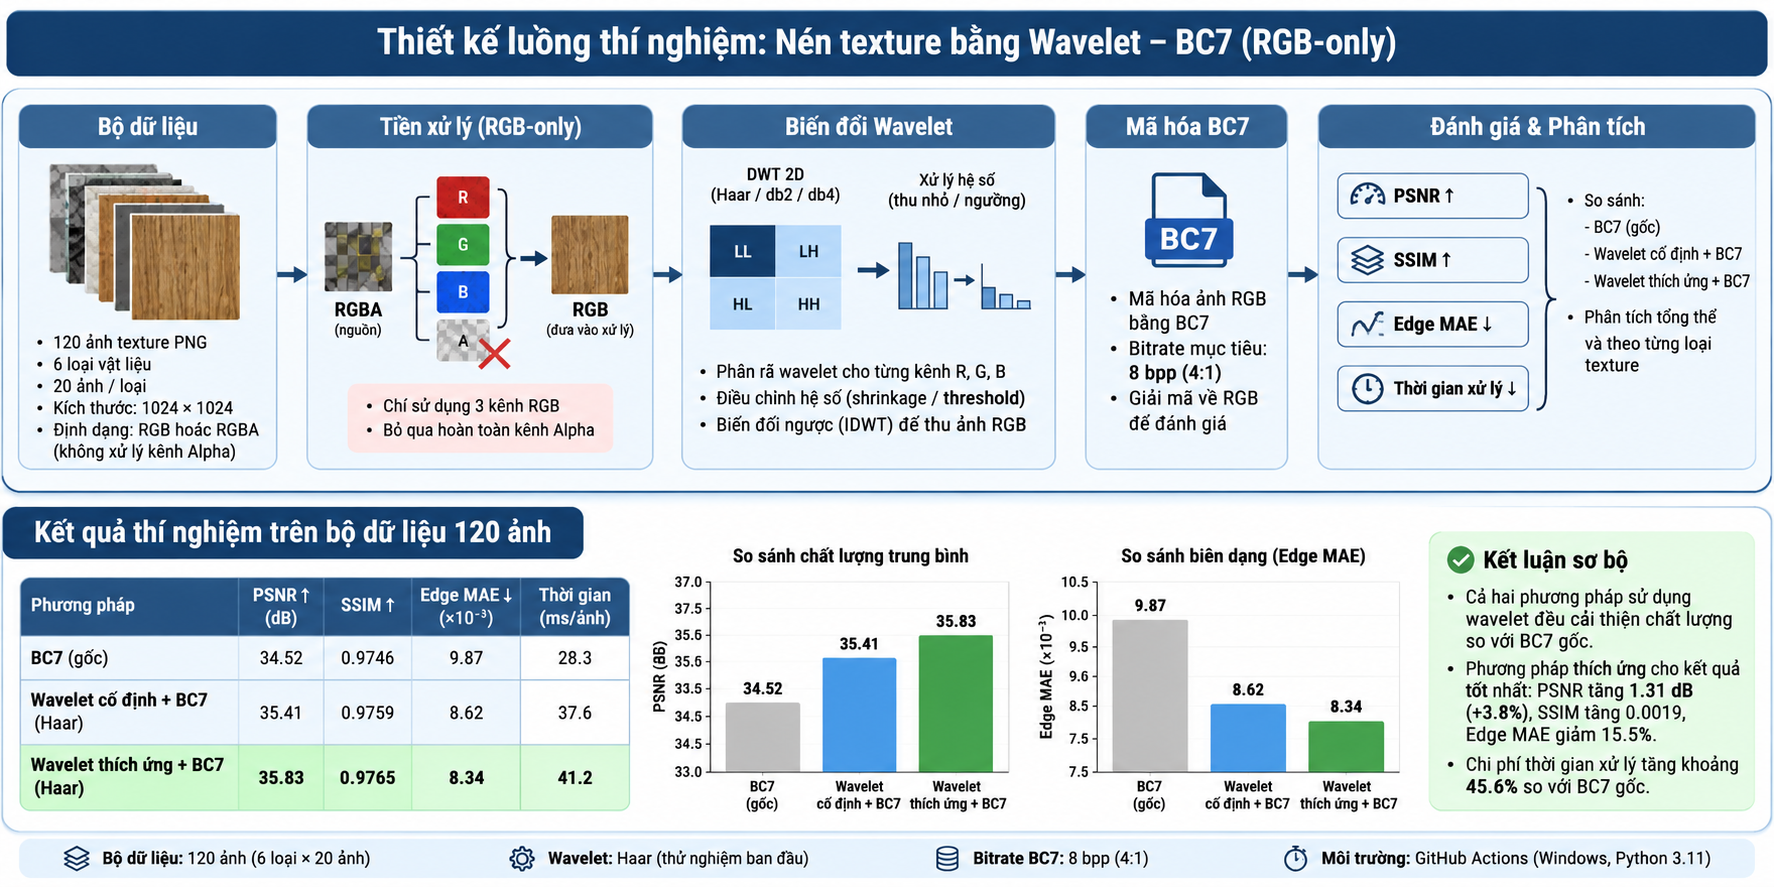 Thiết kế luồng thí nghiệm: Nén texture bằng Wavelet – BC7 (RGB-only)
Bộ dữ liệu
120 ảnh texture PNG
6 loại vật liệu
20 ảnh / loại
Kích thước: 1024 × 1024
Định dạng: RGB hoác RGBA
(không xử lý kênh Alpha)
Tiền xử lý (RGB-only)
R
G
B
A
RGBA
(nguồn)
RGB
(đưa vào xử lý)
Chí sử dụng 3 kênh RGB
Bỏ qua hoàn toàn kênh Alpha
Biến đổi Wavelet
DWT 2D
(Haar / db2 / db4)
LL
LH
HL
HH
Xử lý hệ số
(thu nhỏ / ngưỡng)
Phân rã wavelet cho từng kênh R, G, B
Điều chỉnh hệ số (shrinkage / threshold)
Biến đối ngược (IDWT) đế thu ảnh RGB
Mã hóa BC7
BC7
Mã hóa ảnh RGB
bằng BC7
Bitrate mục tiêu:
8 bpp (4:1)
Giải mã về RGB
để đánh giá
Đánh giá & Phân tích
PSNR ↑
SSIM ↑
Edge MAE ↓
Thời gian xử lý ↓
So sánh:
- BC7 (gốc)
- Wavelet cố định + BC7
- Wavelet thích ứng + BC7
Phân tích tổng thể
và theo từng loại
texture
Kết quả thí nghiệm trên bộ dữ liệu 120 ảnh
Phương pháp
PSNR ↑
(dB)
SSIM ↑
Edge MAE ↓
(×10⁻³)
Thời gian
(ms/ảnh)
BC7 (gốc)
34.52
0.9746
9.87
28.3
Wavelet cố định + BC7
(Haar)
35.41
0.9759
8.62
37.6
Wavelet thích ứng + BC7
(Haar)
35.83
0.9765
8.34
41.2
So sánh chất lượng trung bình
PSNR (dB)
37.0
37.5
35.6
35.6
33.5
34.5
34.5
33.0
34.52
35.41
35.83
BC7
(gốc)
Wavelet
cố định + BC7
Wavelet
thích ứng + BC7
So sánh biên dạng (Edge MAE)
Edge MAE (×10⁻³)
10.5
10.0
9.5
9.6
8.5
7.5
7.5
9.87
8.62
8.34
BC7
(gốc)
Wavelet
cố định + BC7
Wavelet
thích ứng + BC7
Kết luận sơ bộ
Cả hai phương pháp sử dụng
wavelet đều cải thiện chất lượng
so với BC7 gốc.
Phương pháp thích ứng cho kết quả
tốt nhất: PSNR tăng 1.31 dB
(+3.8%), SSIM tăng 0.0019,
Edge MAE giảm 15.5%.
Chi phí thời gian xử lý tăng khoảng
45.6% so với BC7 gốc.
Bộ dữ liệu: 120 ảnh (6 loại × 20 ảnh)
Wavelet: Haar (thử nghiệm ban đầu)
Bitrate BC7: 8 bpp (4:1)
Môi trường: GitHub Actions (Windows, Python 3.11)